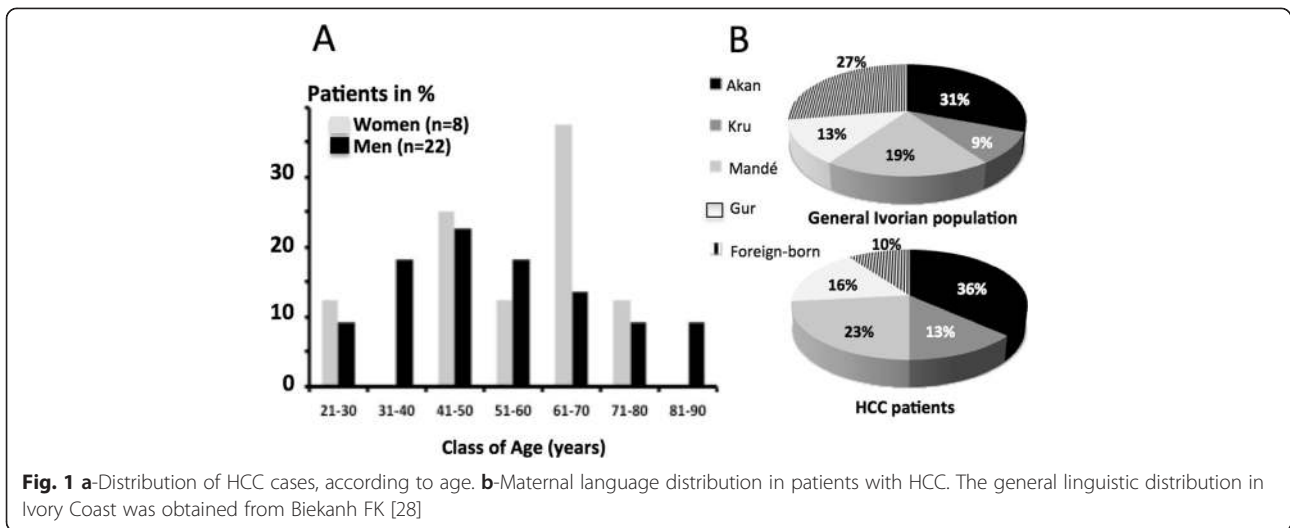 A
Patients in %
Women (n=8)
Men (n=22)
30
20
10
0
21-30 31-40 41-50 51-60 61-70 71-80 81-90
Class of Age (years)
B
Akan
Kru
Mandé
Gur
Foreign-born
27%
31%
13%
9%
19%
General Ivorian population
10%
36%
16%
23%
13%
HCC patients
Fig. 1 a-Distribution of HCC cases, according to age. b-Maternal language distribution in patients with HCC. The general linguistic distribution in
Ivory Coast was obtained from Biekanh FK [28]